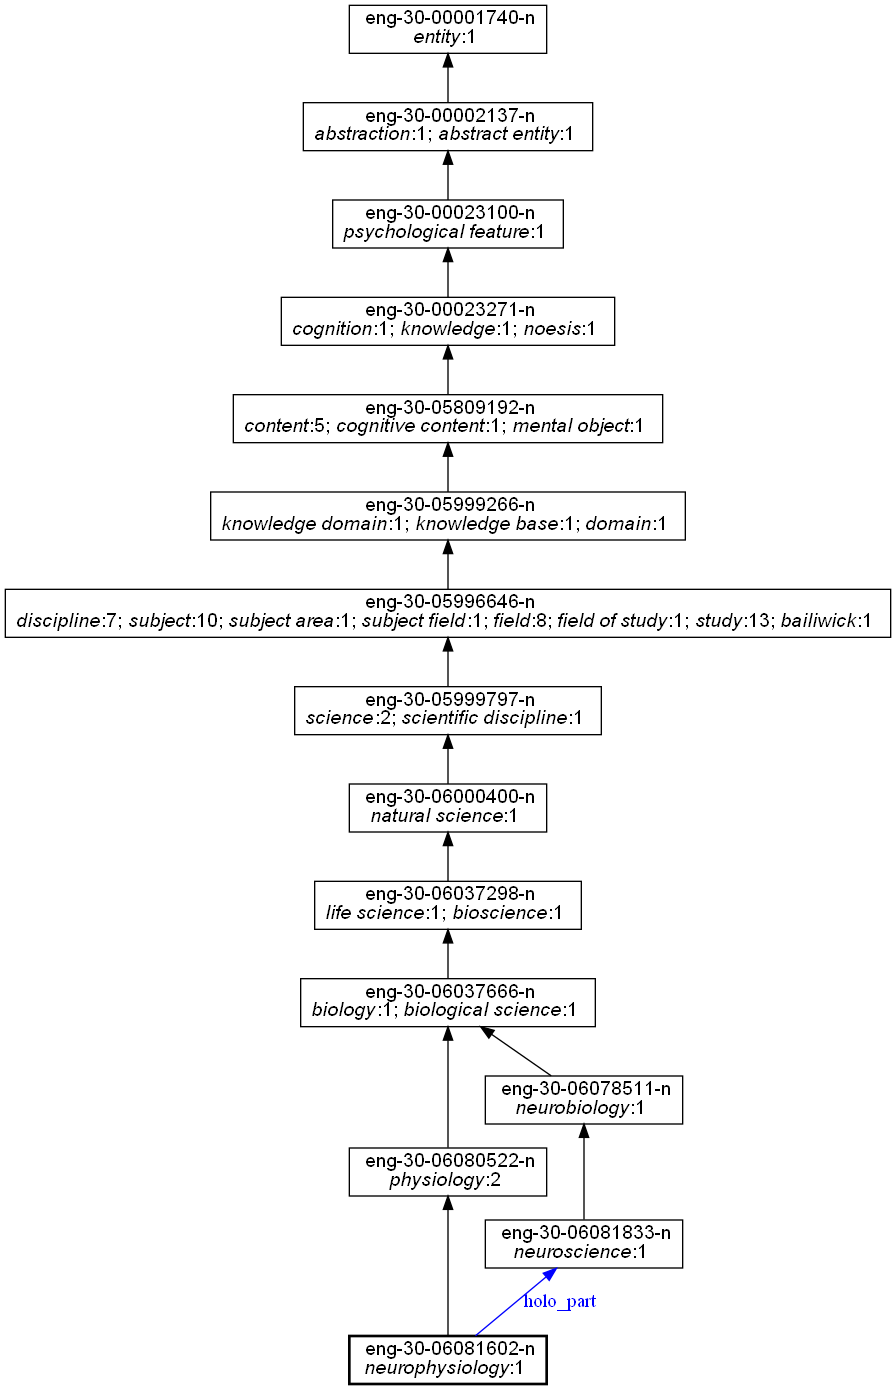 eng-30-00001740-n
entity:1
eng-30-00002137-n
abstraction:1; abstract entity:1
eng-30-00023100-n
psychological feature:1
eng-30-00023271-n
cognition:1; knowledge:1; noesis:1
eng-30-05809192-n
content:5; cognitive content:1; mental object:1
eng-30-05999266-n
knowledge domain:1; knowledge base:1; domain:1
eng-30-05996646-n
discipline:7; subject:10; subject area:1; subject field:1; field:8; field of study:1; study:13; bailiwick:1
eng-30-05999797-n
science:2; scientific discipline:1
eng-30-06000400-n
natural science:1
eng-30-06037298-n
life science:1; bioscience:1
eng-30-06037666-n
biology:1; biological science:1
eng-30-06078511-n
neurobiology:1
eng-30-06080522-n
physiology:2
eng-30-06081833-n
neuroscience:1
holo_part
eng-30-06081602-n
neurophysiology:1